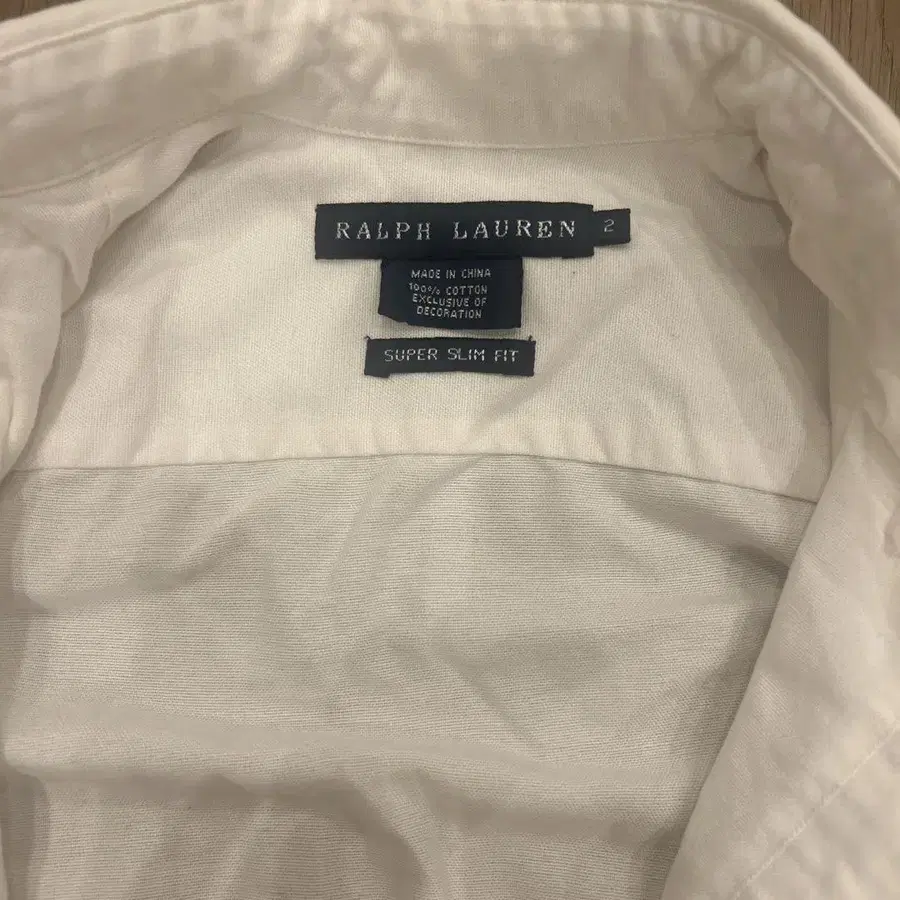 RALPH LAUREN 2
MADE IN CHINA
100% COTTON
EXCLUSIVE OF
DECORATION
SUPER SLIM FIT